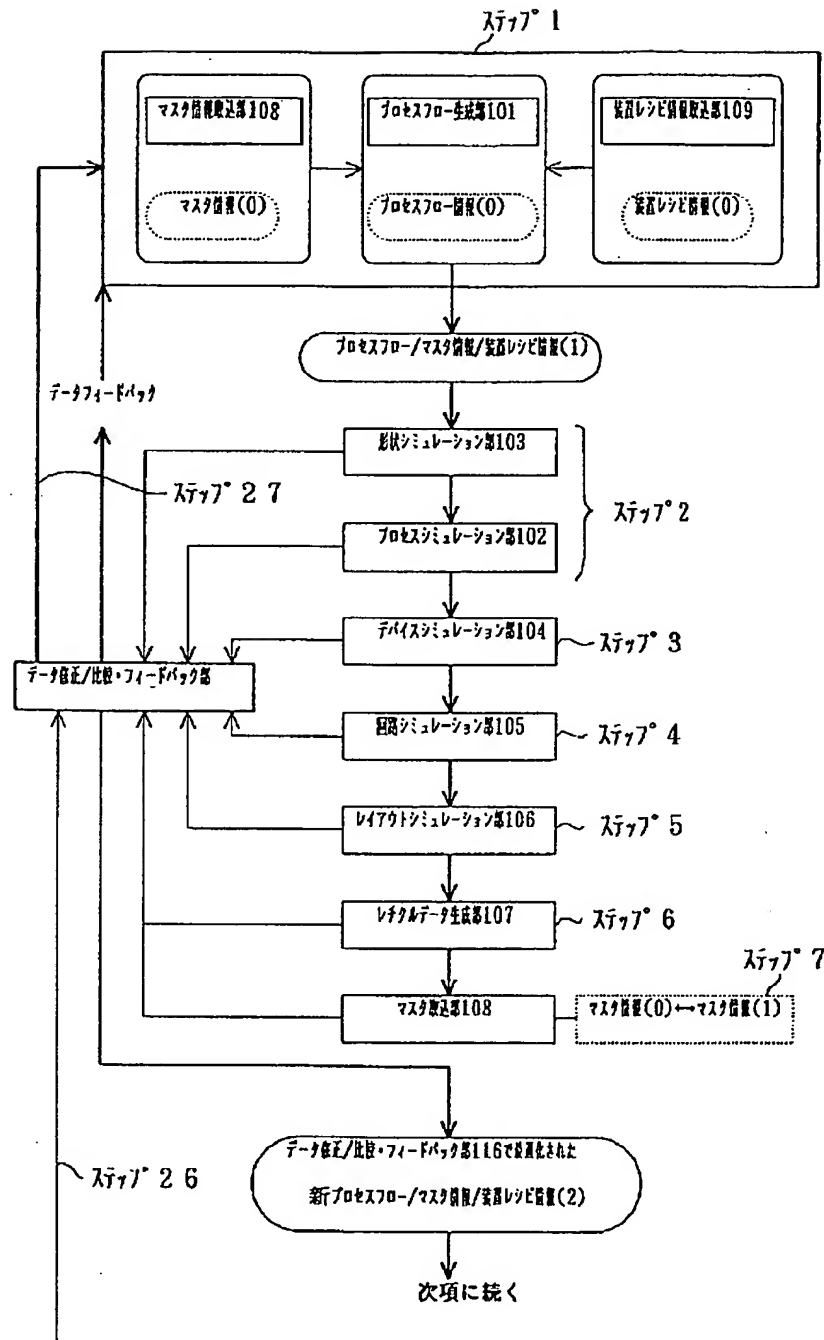 ステップ 1
マスタ情報取込部108
プロセスフロー生成部101
装置レシピ情報取込部109
マスタ情報(0)
プロセスフロー情報(0)
装置レシピ情報(0)
プロセスフロー/マスタ情報/装置レシピ情報(1)
データフィードバック
形状シミュレーション部103
ステップ 27
ステップ 2
プロセスシミュレーション部102
デバイスシミュレーション部104
ステップ 3
データ修正/比較・フィードバック部
回路シミュレーション部105
ステップ 4
レイアウトシミュレーション部106
ステップ 5
レチクルデータ生成部107
ステップ 6
ステップ 7
マスタ取込部108
マスタ情報(0)↔マスタ情報(1)
データ修正/比較・フィードバック部116で最適化された
ステップ 26
新プロセスフロー/マスタ情報/装置レシピ情報(2)
次項に続く